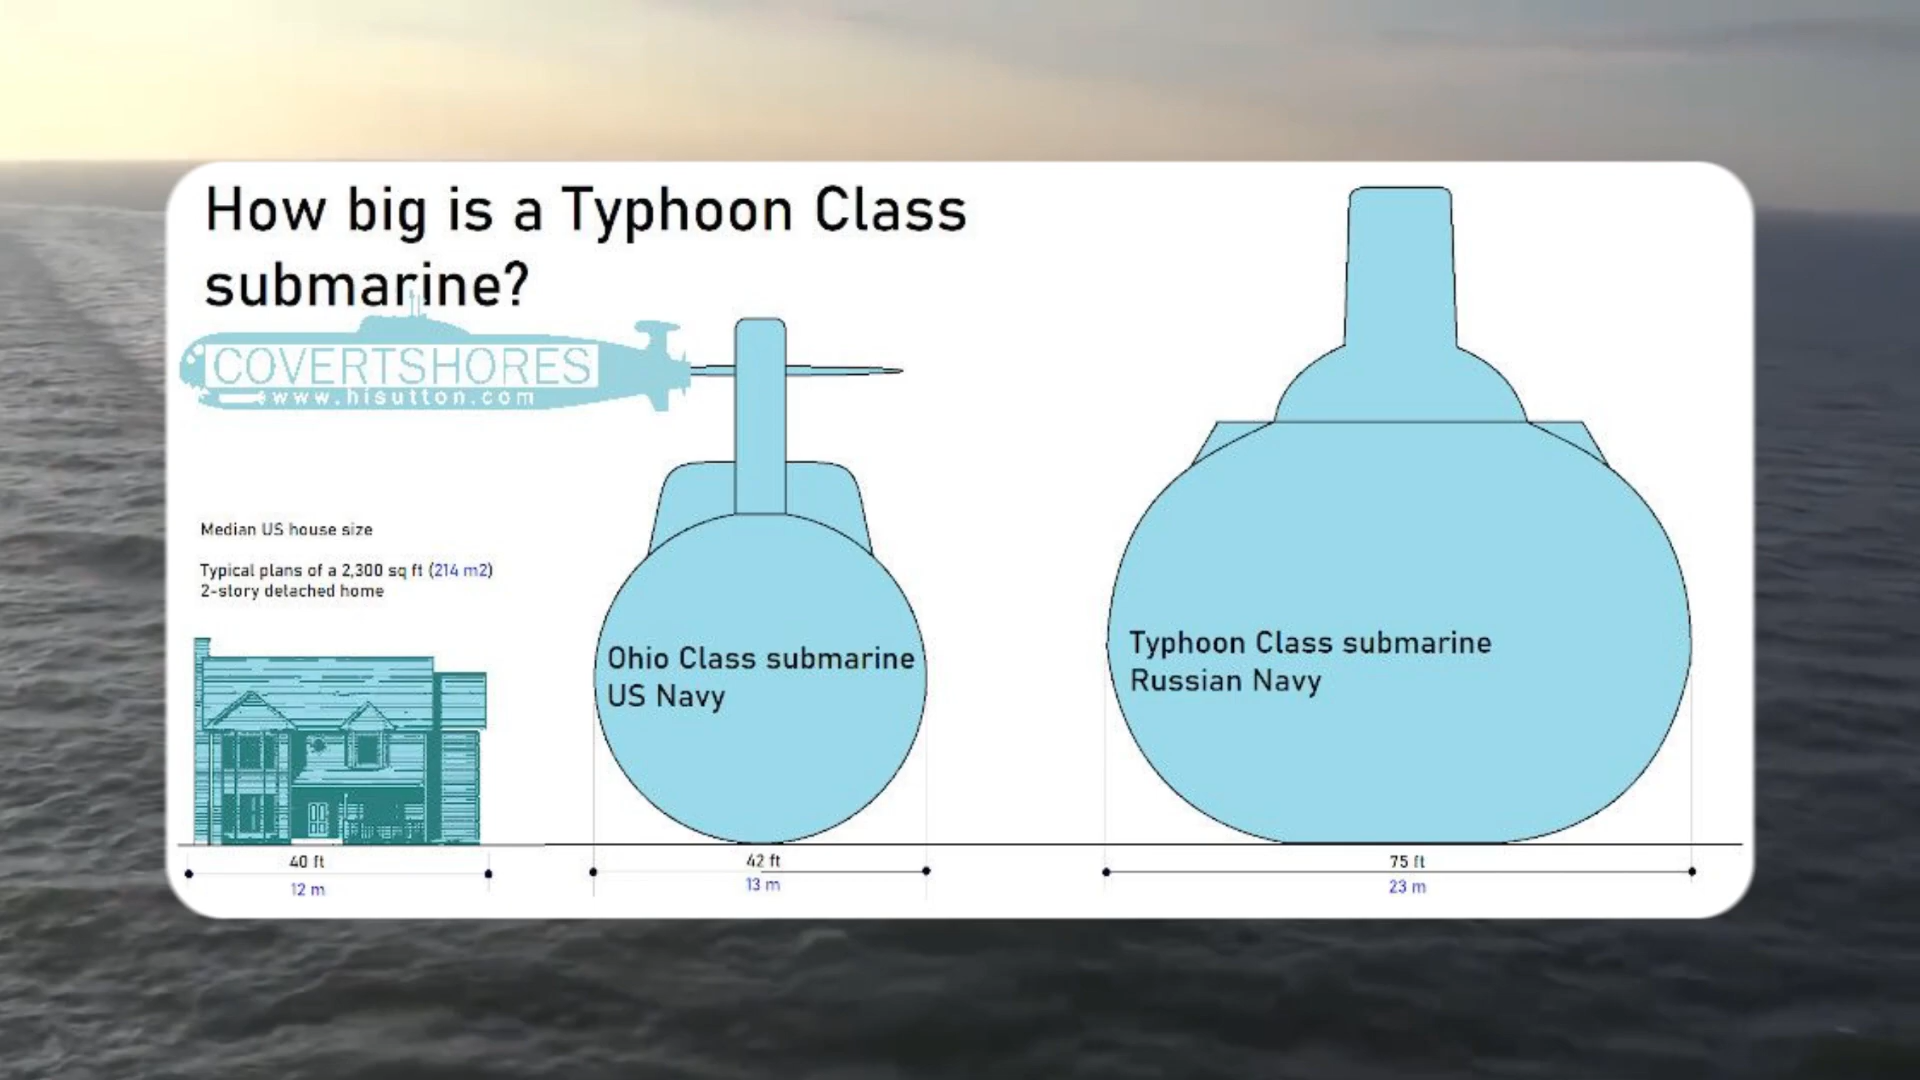 How big is a Typhoon Class
submarine?
COVERTSHORES
www.hisutton.com
Median US house size
Typical plans of a 2,300 sq ft (214 m2)
2-story detached home
Ohio Class submarine
US Navy
Typhoon Class submarine
Russian Navy
40 ft
12 m
42 ft
13 m
75 ft
23 m